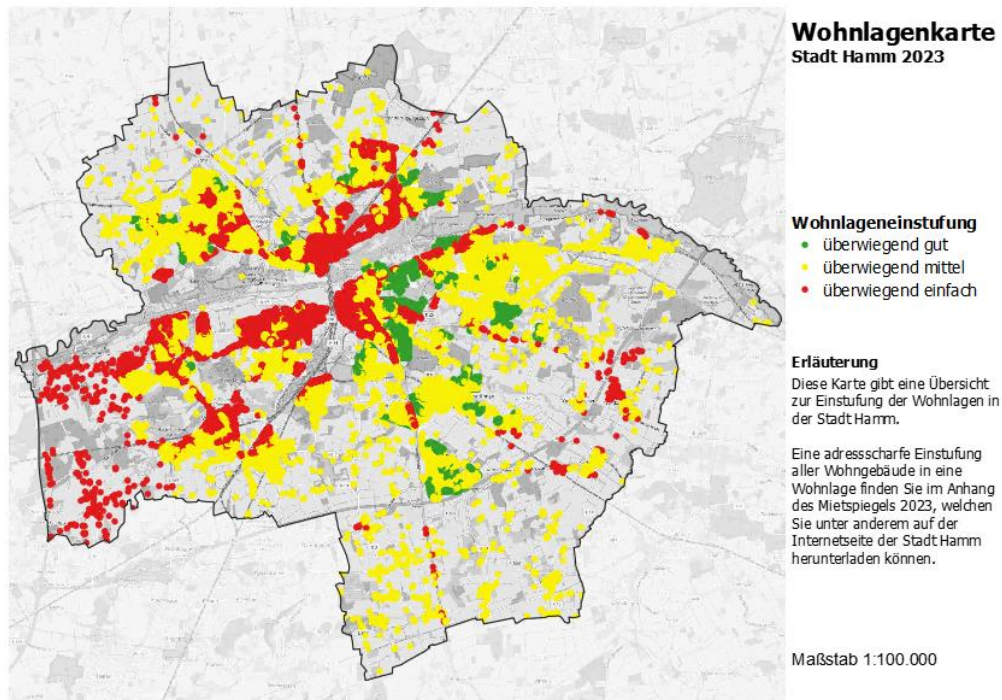 Wohnlagenkarte
Stadt Hamm 2023
Wohnlageneinstufung
überwiegend gut
überwiegend mittel
überwiegend einfach
Erläuterung
Diese Karte gibt eine Übersicht
zur Einstufung der Wohnlagen in
der Stadt Hamm.
Eine adressscharfe Einstufung
aller Wohngebäude in eine
Wohnlage finden Sie im Anhang
des Mietspiegels 2023, welchen
Sie unter anderem auf der
Internetseite der Stadt Hamm
herunterladen können.
Maßstab 1:100.000